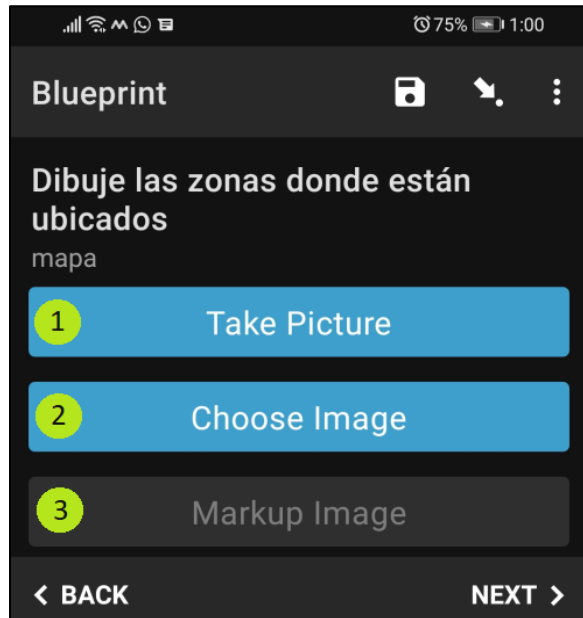 75% 1:00
Blueprint
Dibuje las zonas donde están
ubicados
mapa
1 Take Picture
2 Choose Image
3 Markup Image
< BACK NEXT >